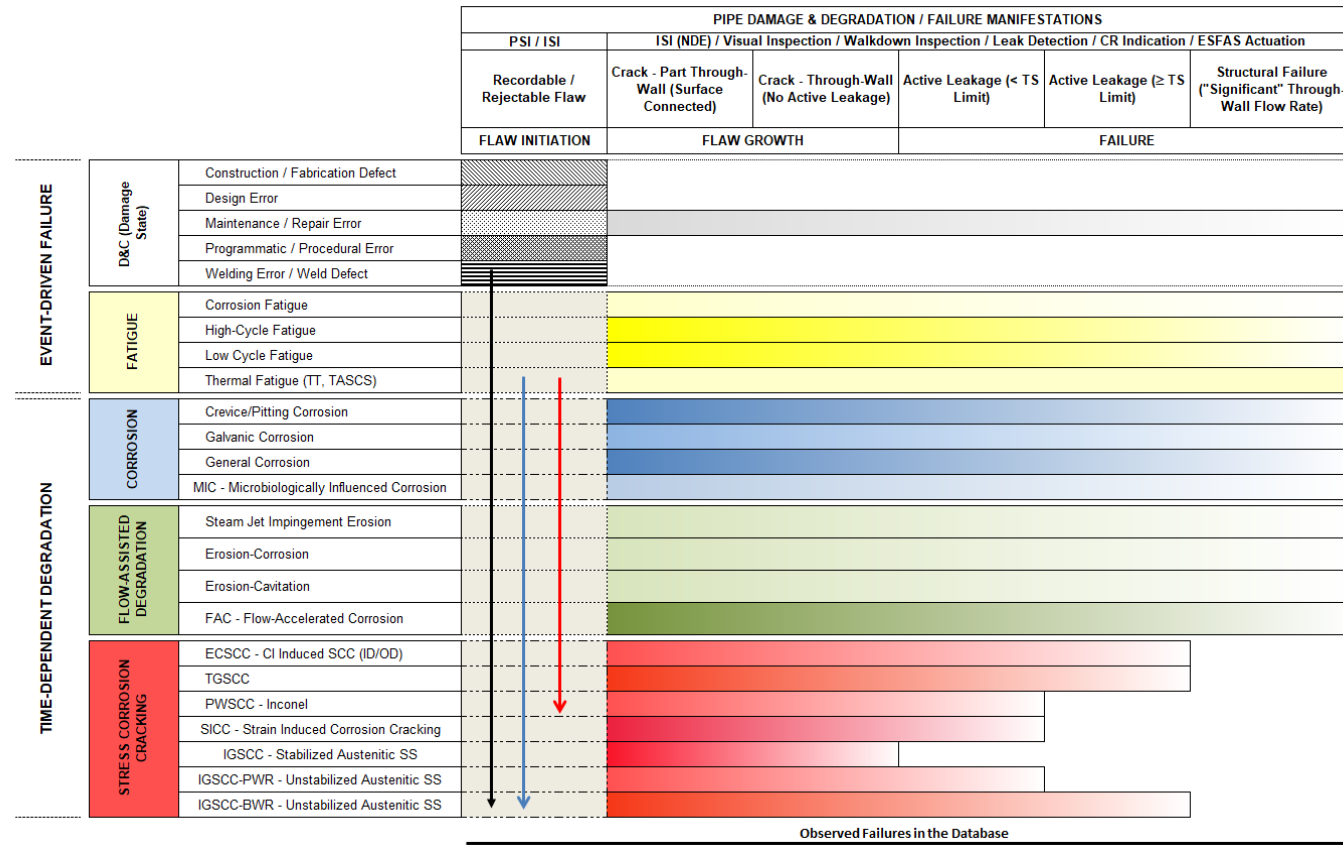 PIPE DAMAGE & DEGRADATION / FAILURE MANIFESTATIONS
PSI / ISI
ISI (NDE) / Visual Inspection / Walkdown Inspection / Leak Detection / CR Indication / ESFAS Actuation
Recordable /
Rejectable Flaw
Crack - Part Through-
Wall (Surface
Connected)
Crack - Through-Wall
(No Active Leakage)
Active Leakage (< TS
Limit)
Active Leakage (≥ TS
Limit)
Structural Failure
("Significant" Through-
Wall Flow Rate)
FLAW INITIATION
FLAW GROWTH
FAILURE
EVENT-DRIVEN FAILURE
D&C (Damage
State)
Construction / Fabrication Defect
Design Error
Maintenance / Repair Error
Programmatic / Procedural Error
Welding Error / Weld Defect
FATIGUE
Corrosion Fatigue
High-Cycle Fatigue
Low Cycle Fatigue
Thermal Fatigue (TT, TASCS)
TIME-DEPENDENT DEGRADATION
CORROSION
Crevice/Pitting Corrosion
Galvanic Corrosion
General Corrosion
MIC - Microbiologically Influenced Corrosion
FLOW-ASSISTED
DEGRADATION
Steam Jet Impingement Erosion
Erosion-Corrosion
Erosion-Cavitation
FAC - Flow-Accelerated Corrosion
STRESS CORROSION
CRACKING
ECSCC - Cl Induced SCC (ID/OD)
TGSCC
PWSCC - Inconel
SICC - Strain Induced Corrosion Cracking
IGSCC - Stabilized Austenitic SS
IGSCC-PWR - Unstabilized Austenitic SS
IGSCC-BWR - Unstabilized Austenitic SS
Observed Failures in the Database